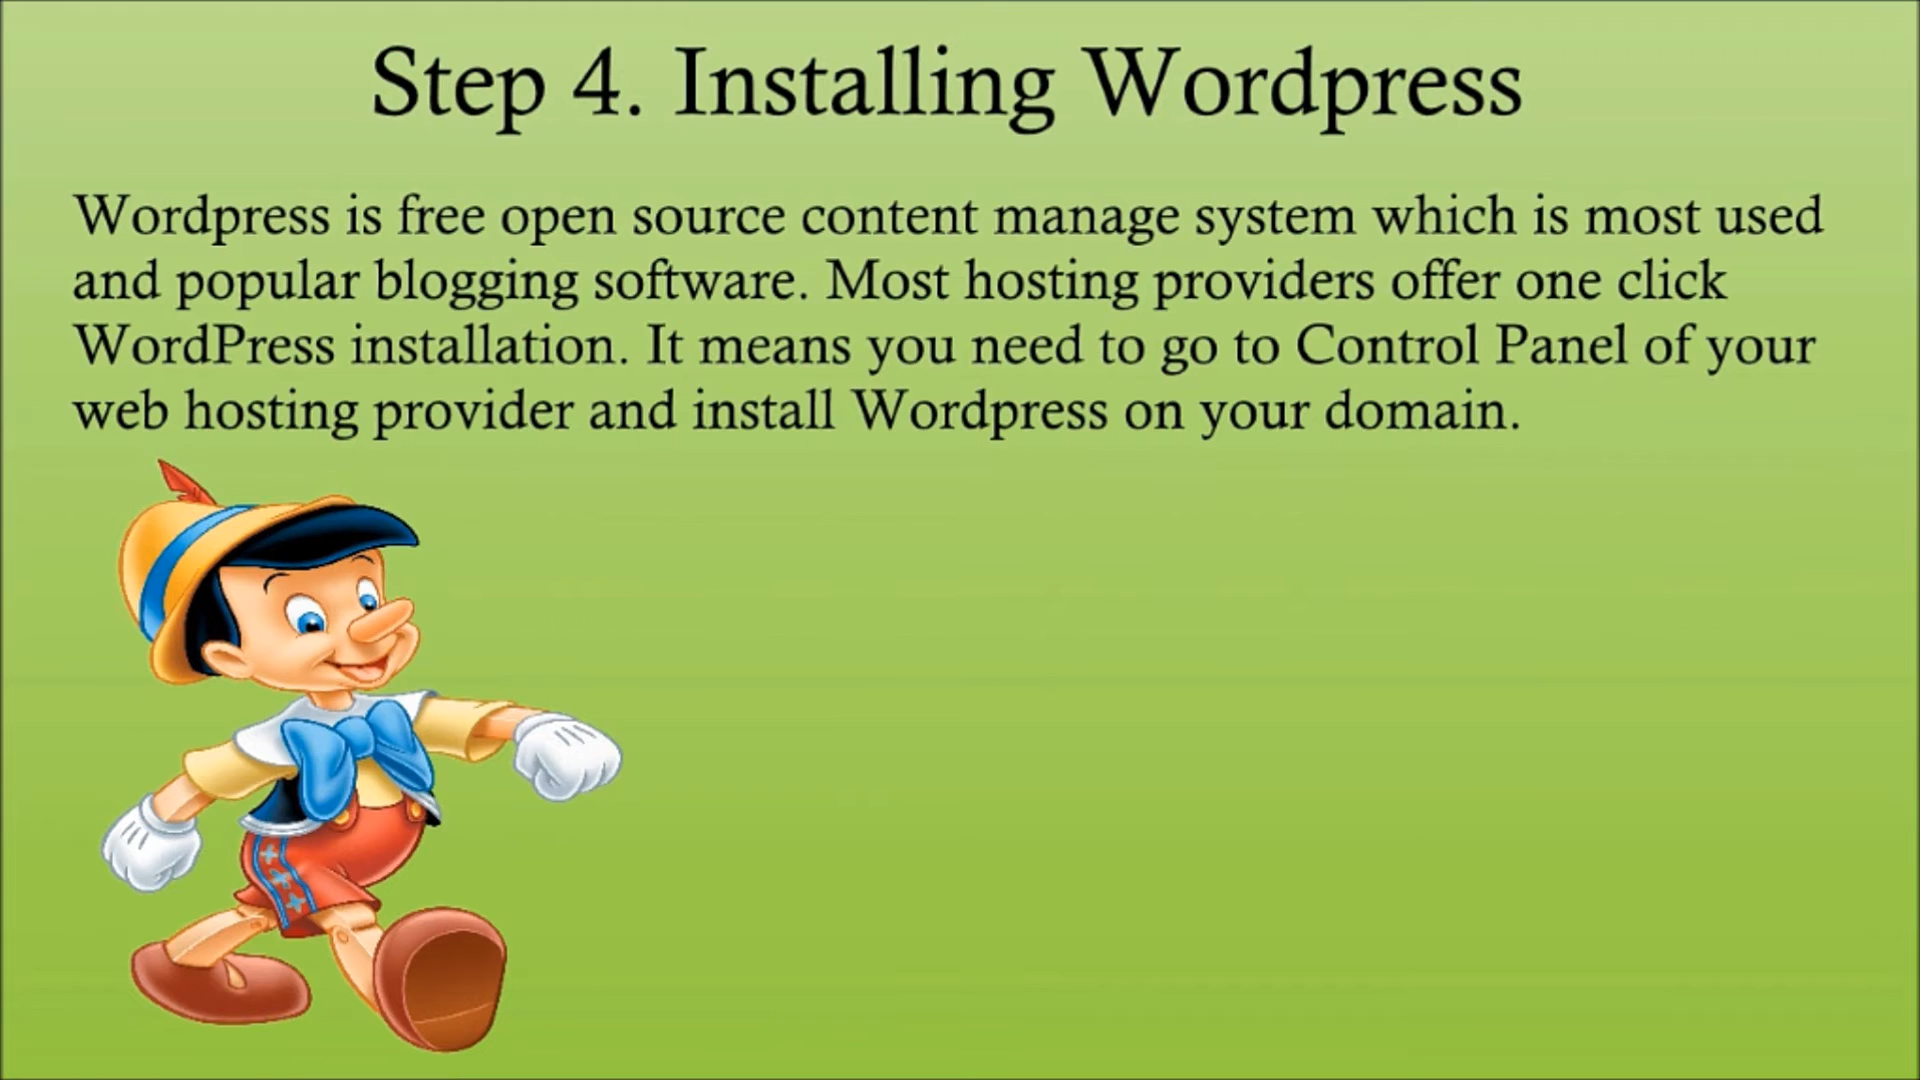 Step 4. Installing Wordpress
Wordpress is free open source content manage system which is most used
and popular blogging software. Most hosting providers offer one click
WordPress installation. It means you need to go to Control Panel of your
web hosting provider and install Wordpress on your domain.